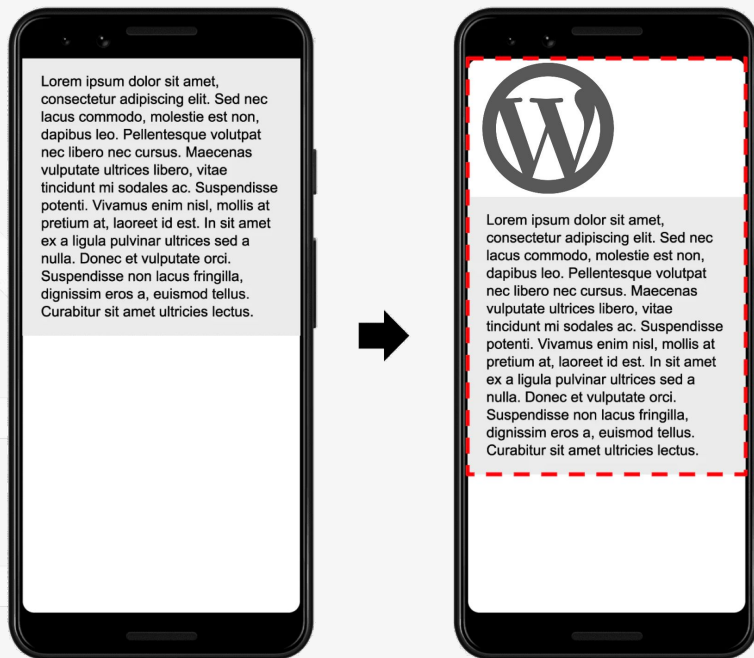 Lorem ipsum dolor sit amet,
consectetur adipiscing elit. Sed nec
lacus commodo, molestie est non,
dapibus leo. Pellentesque volutpat
nec libero nec cursus. Maecenas
vulputate ultrices libero, vitae
tincidunt mi sodales ac. Suspendisse
potenti. Vivamus enim nisl, mollis at
pretium at, laoreet id est. In sit amet
ex a ligula pulvinar ultrices sed a
nulla. Donec et vulputate orci.
Suspendisse non lacus fringilla,
dignissim eros a, euismod tellus.
Curabitur sit amet ultricies lectus.
W
Lorem ipsum dolor sit amet,
consectetur adipiscing elit. Sed nec
lacus commodo, molestie est non,
dapibus leo. Pellentesque volutpat
nec libero nec cursus. Maecenas
vulputate ultrices libero, vitae
tincidunt mi sodales ac. Suspendisse
potenti. Vivamus enim nisl, mollis at
pretium at, laoreet id est. In sit amet
ex a ligula pulvinar ultrices sed a
nulla. Donec et vulputate orci.
Suspendisse non lacus fringilla,
dignissim eros a, euismod tellus.
Curabitur sit amet ultricies lectus.